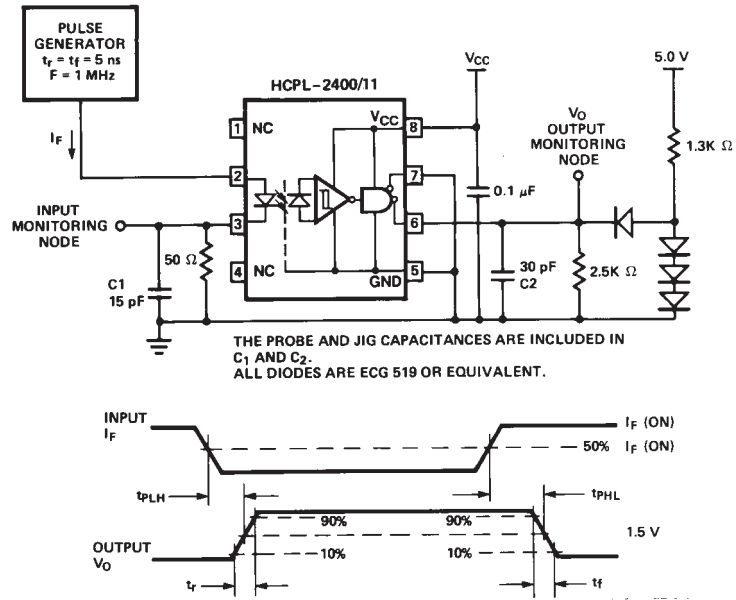 PULSE
GENERATOR
tr = tf = 5 ns
F = 1 MHz
IF
HCPL-2400/11
1 NC
2
3
4 NC
VCC
8
7
6
5
GND
INPUT
MONITORING
NODE
C1
15 pF
50 Ω
VCC
0.1 μF
30 pF
C2
VO
OUTPUT
MONITORING
NODE
2.5K Ω
5.0 V
1.3K Ω
THE PROBE AND JIG CAPACITANCES ARE INCLUDED IN
C1 AND C2.
ALL DIODES ARE ECG 519 OR EQUIVALENT.
INPUT
IF
IF (ON)
50% IF (ON)
tPLH
tPHL
OUTPUT
VO
90%
90%
1.5 V
10%
10%
tr
tf